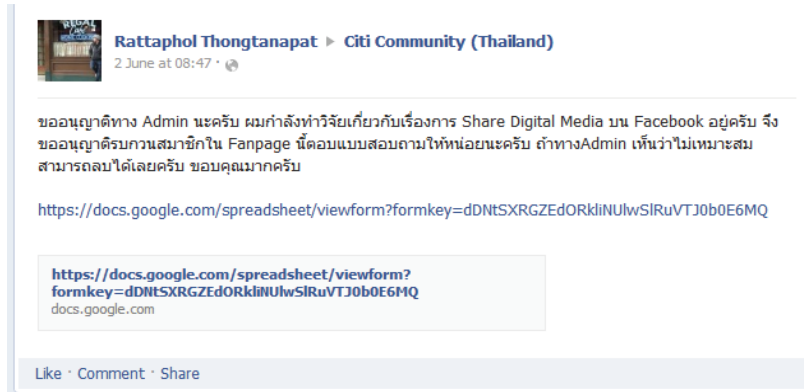 REGAL
Rattaphol Thongtanapat ▸ Citi Community (Thailand)
2 June at 08:47 ·
ขออนุญาติทาง Admin นะครับ ผมกำลังทำวิจัยเกี่ยวกับเรื่องการ Share Digital Media บน Facebook อยู่ครับ จึง
ขออนุญาติรบกวนสมาชิกใน Fanpage นี้ตอบแบบสอบถามให้หน่อยนะครับ ถ้าทางAdmin เห็นว่าไม่เหมาะสม
สามารถลบได้เลยครับ ขอบคุณมากครับ
https://docs.google.com/spreadsheet/viewform?formkey=dDNtSXRGZEdORkliNUlwSlRuVTJ0b0E6MQ
https://docs.google.com/spreadsheet/viewform?
formkey=dDNtSXRGZEdORkliNUlwSlRuVTJ0b0E6MQ
docs.google.com
Like · Comment · Share